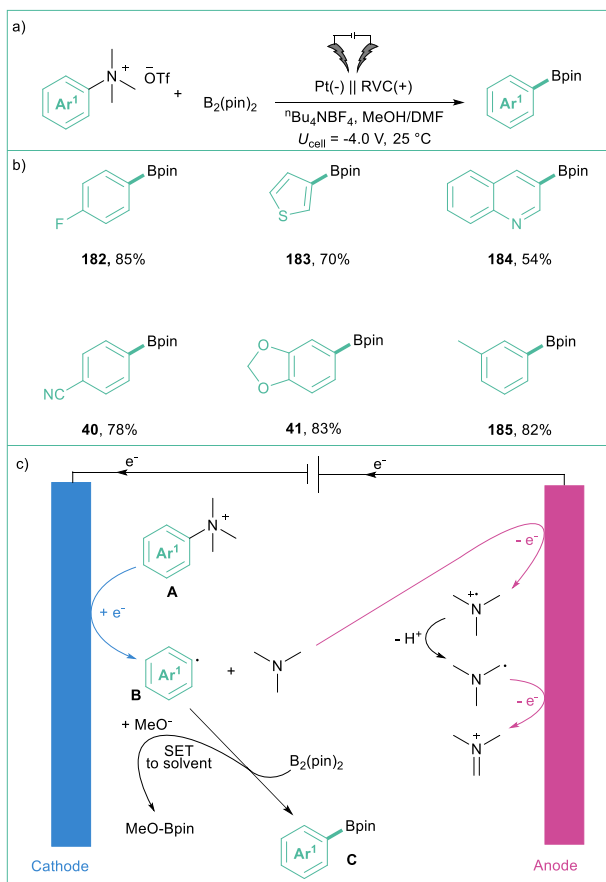 a)
N+
−OTf
Ar1
+
B2(pin)2
Pt(-) || RVC(+)
nBu4NBF4, MeOH/DMF
Ucell = -4.0 V, 25 °C
Bpin
Ar1
b)
Bpin
F
182, 85%
Bpin
S
183, 70%
Bpin
N
184, 54%
Bpin
NC
40, 78%
Bpin
O
O
41, 83%
Bpin
185, 82%
c)
e-
e-
N+
Ar1
A
- e-
+ e-
+•
N
- H+
Ar1
•
B
+
N
N
•
- e-
+ MeO-
SET
to solvent
B2(pin)2
+
N
MeO-Bpin
Bpin
Ar1
C
Cathode
Anode